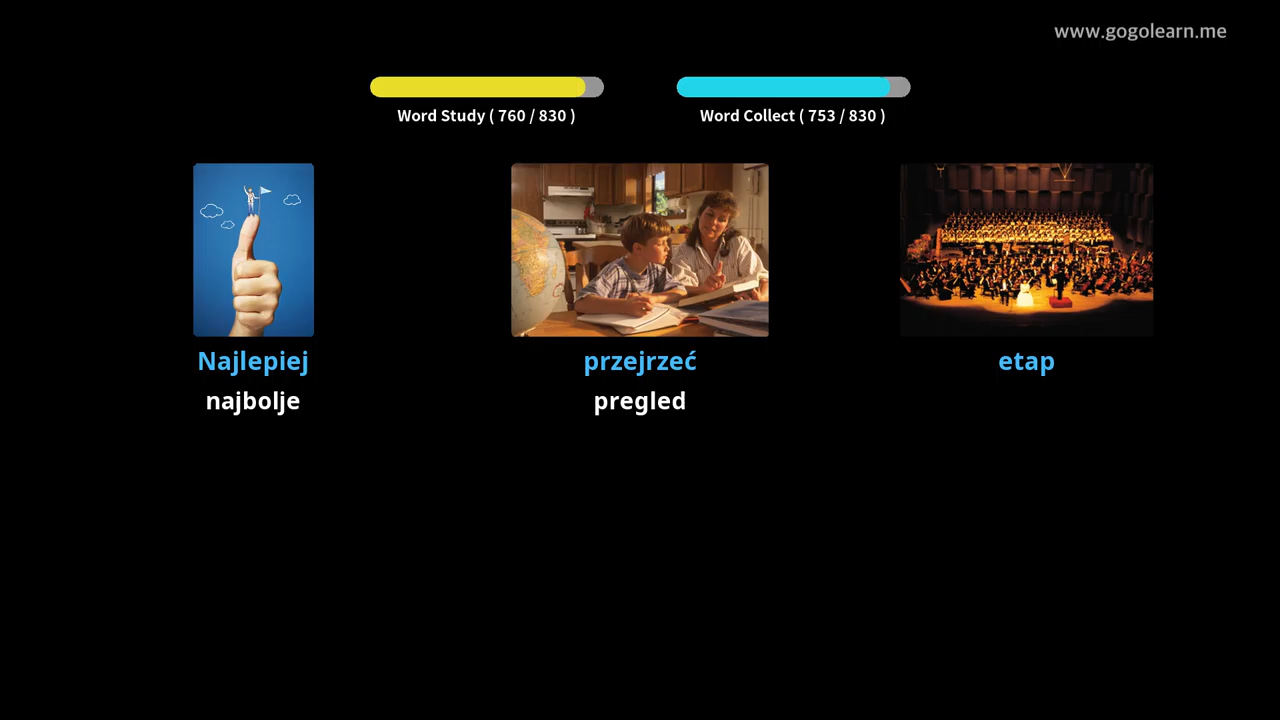 www.gogolearn.me
Word Study ( 760 / 830 )
Word Collect ( 753 / 830 )
Najlepiej
przejrzeć
etap
najbolje
pregled